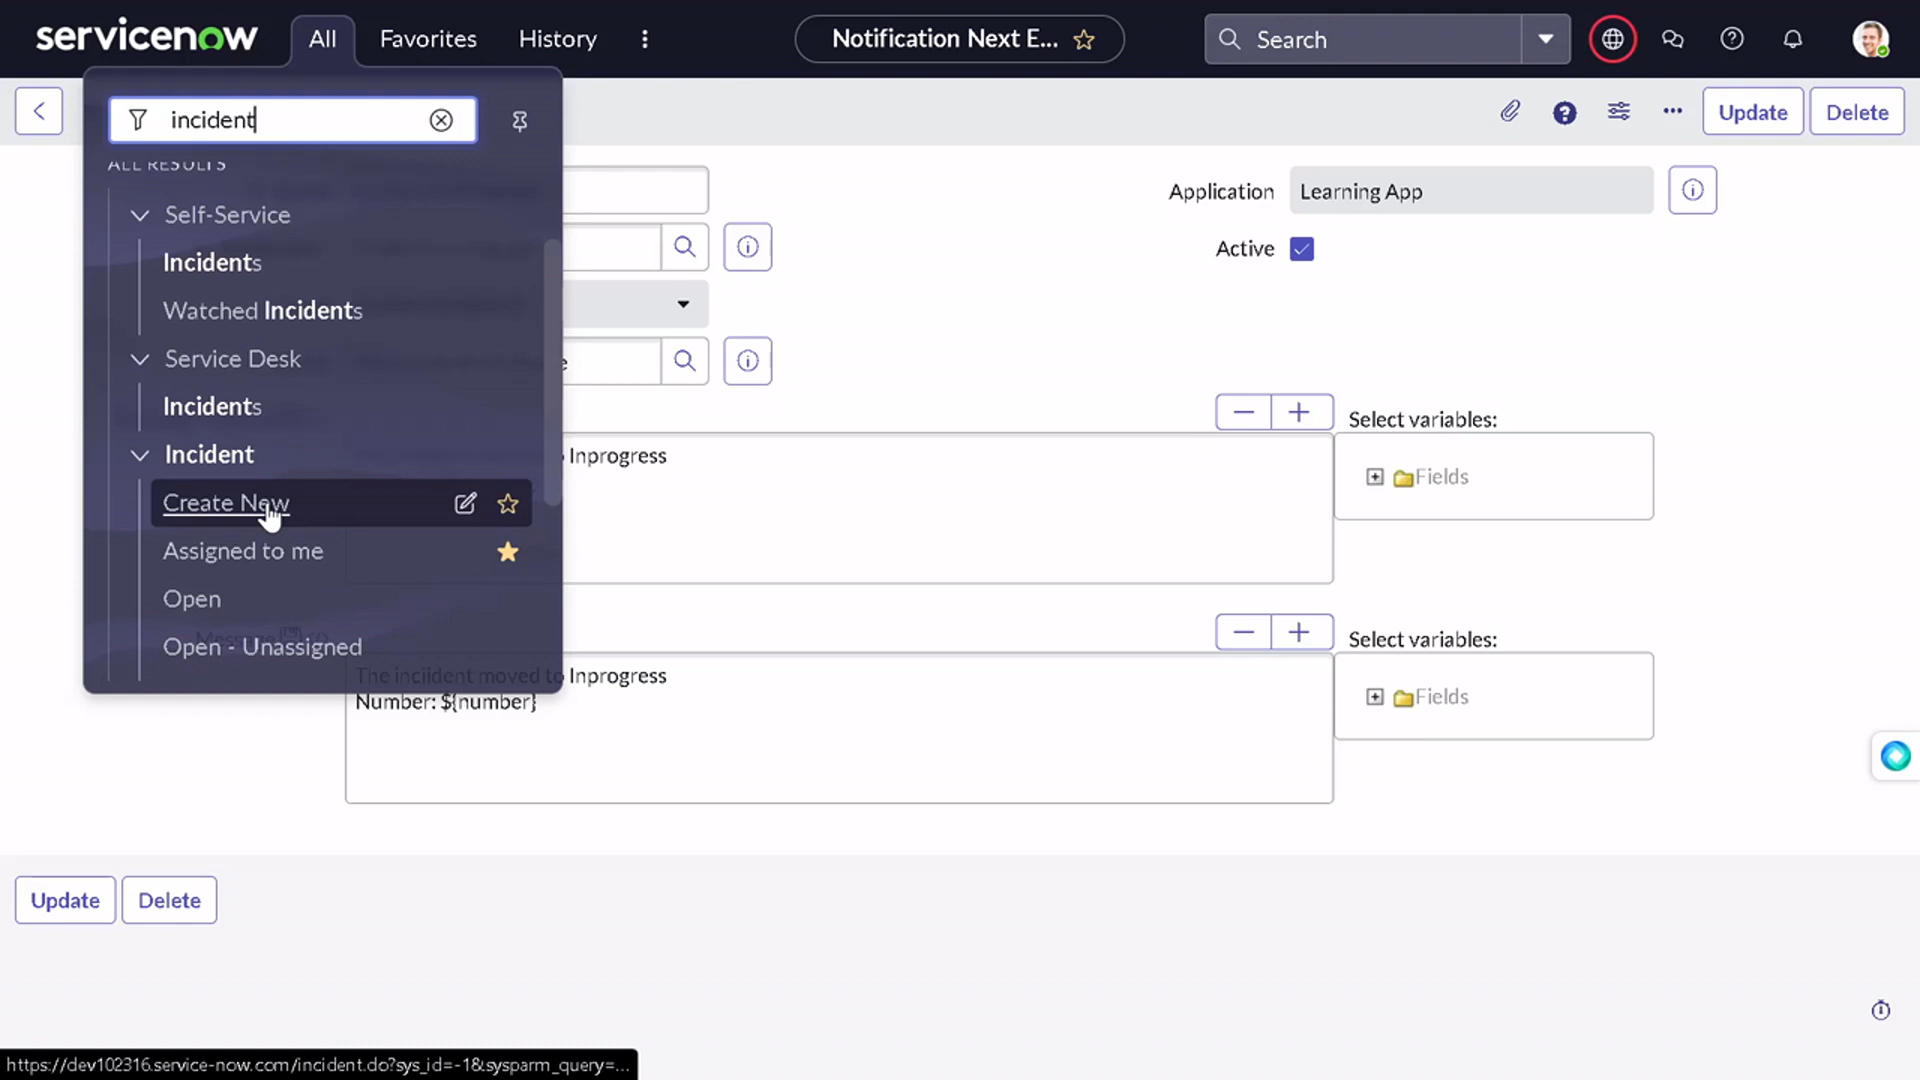 servicenow
All
Favorites
History
Notification Next E...
Search
incident
Update
Delete
ALL RESULTS
Self-Service
Incidents
Watched Incidents
Service Desk
Incidents
Incident
Create New
Assigned to me
Open
Open - Unassigned
Application
Learning App
Active
Inprogress
Select variables:
Fields
Message
The inciident moved to Inprogress
Number: ${number}
Select variables:
Fields
Update
Delete
https://dev102316.service-now.com/incident.do?sys_id=-1&sysparm_query=...